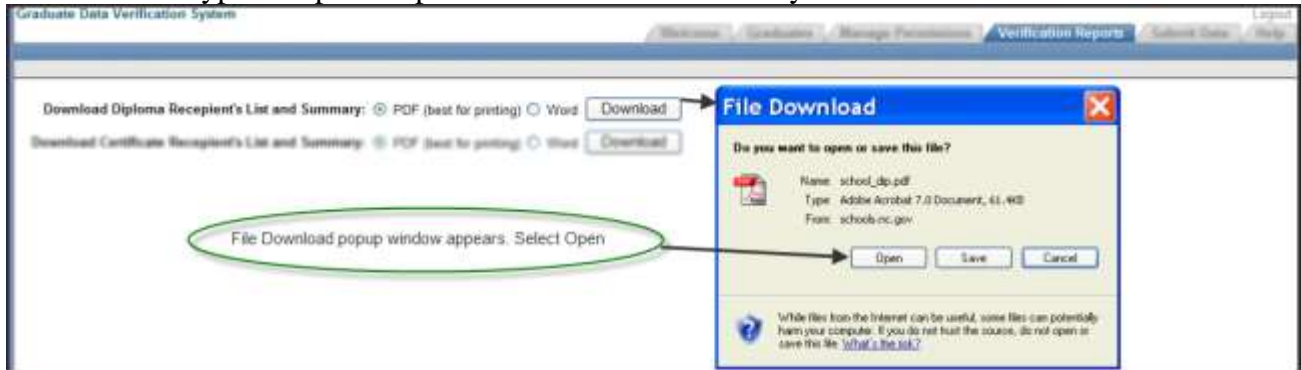 Graduate Data Verification System
Logout
Welcome Graduates Manage Permissions Verification Reports Submit Data Help
Download Diploma Recepient's List and Summary: PDF (best for printing) Word Download
Download Certificate Recepient's List and Summary: PDF (best for printing) Word Download
File Download
Do you want to open or save this file?
Name school_dip.pdf
Type Adobe Acrobat 7.0 Document, 61.4KB
From schools.nc.gov
File Download popup window appears. Select Open
Open Save Cancel
While files from the Internet can be useful, some files can potentially
harm your computer. If you do not trust the source, do not open or
save this file. What's the risk?